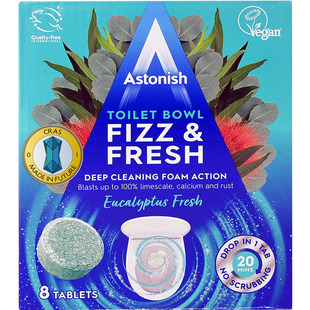 Cruelty-Free
INTERNATIONAL
Vegan
Astonish
TOILET BOWL
FIZZ & FRESH
DEEP CLEANING FOAM ACTION
Blasts up to 100% limescale, calcium and rust
Eucalyptus Fresh
CRAS
MADE IN FUTURE
DROP IN 1 TAB
20
MINS
NO SCRUBBING
8 TABLETS